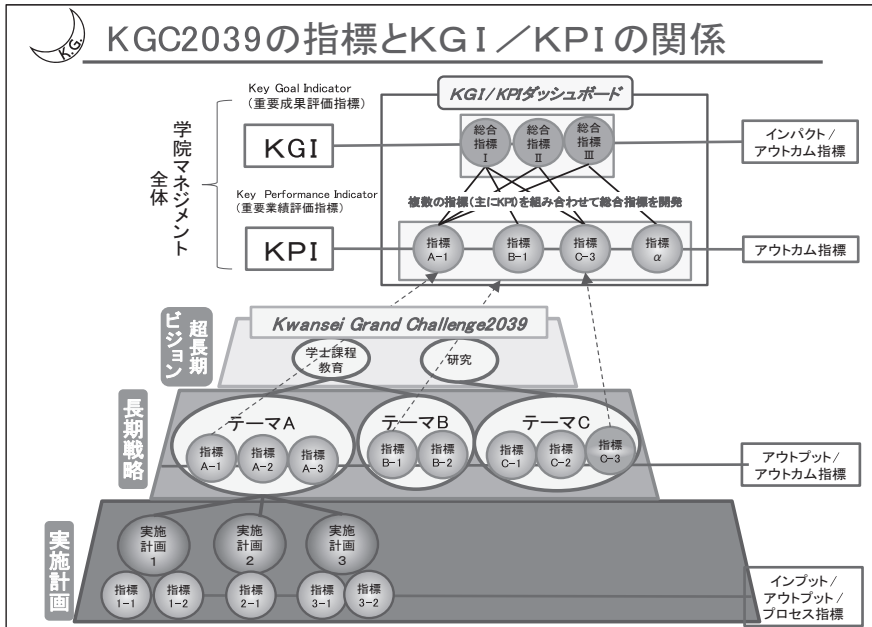 K.G.
KGC2039の指標とKGI／KPIの関係
Key Goal Indicator
（重要成果評価指標）
KGI
学院マネジメント
全体
Key Performance Indicator
（重要業績評価指標）
KPI
KGI/KPIダッシュボード
総合
指標
Ⅰ
総合
指標
Ⅱ
総合
指標
Ⅲ
インパクト/
アウトカム指標
複数の指標（主にKPI）を組み合わせて総合指標を開発
指標
A-1
指標
B-1
指標
C-3
指標
α
アウトカム指標
超長期
ビジョン
Kwansei Grand Challenge2039
学士課程
教育
研究
長期戦略
テーマA
指標
A-1
指標
A-2
指標
A-3
テーマB
指標
B-1
指標
B-2
テーマC
指標
C-1
指標
C-2
指標
C-3
アウトプット/
アウトカム指標
実施計画
実施
計画
1
実施
計画
2
実施
計画
3
指標
1-1
指標
1-2
指標
2-1
指標
3-1
指標
3-2
インプット/
アウトプット/
プロセス指標